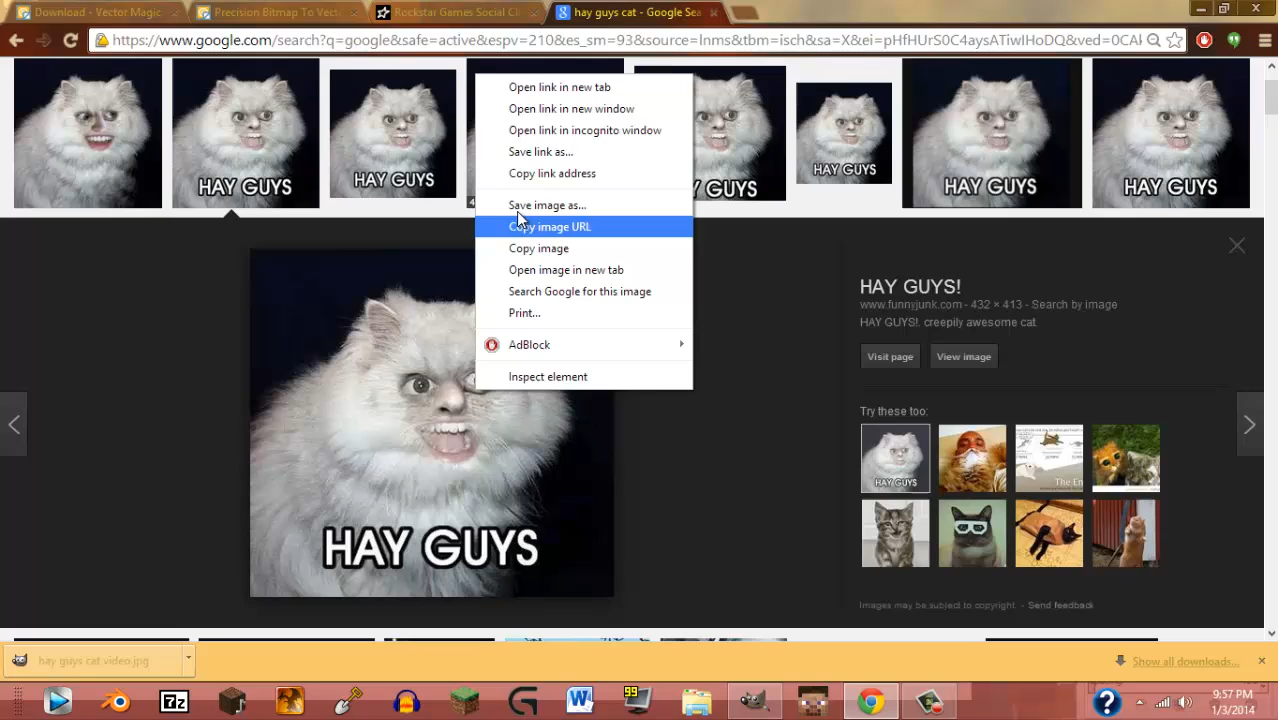 Download - Vector Magic
Precision Bitmap To Vect
Rockstar Games Social Cl
hay guys cat - Google Sea
https://www.google.com/search?q=google&safe=active&espv=210&es_sm=93&source=lnms&tbm=isch&sa=X&ei=pHfHUrS0C4aysATiwIHoDQ&ved=0CAk
HAY GUYS
HAY GUYS
GUYS
HAY GUYS
HAY GUYS
HAY GUYS
Open link in new tab
Open link in new window
Open link in incognito window
Save link as...
Copy link address
Save image as...
Copy image URL
Copy image
Open image in new tab
Search Google for this image
Print...
AdBlock
Inspect element
HAY GUYS
HAY GUYS!
www.funnyjunk.com - 432 × 413 - Search by image
HAY GUYS!. creepily awesome cat.
Visit page
View image
Try these too:
HAY GUYS
The En
Images may be subject to copyright. - Send feedback
hay guys cat video.jpg
Show all downloads...
7z
W
99
?
9:57 PM
1/3/2014